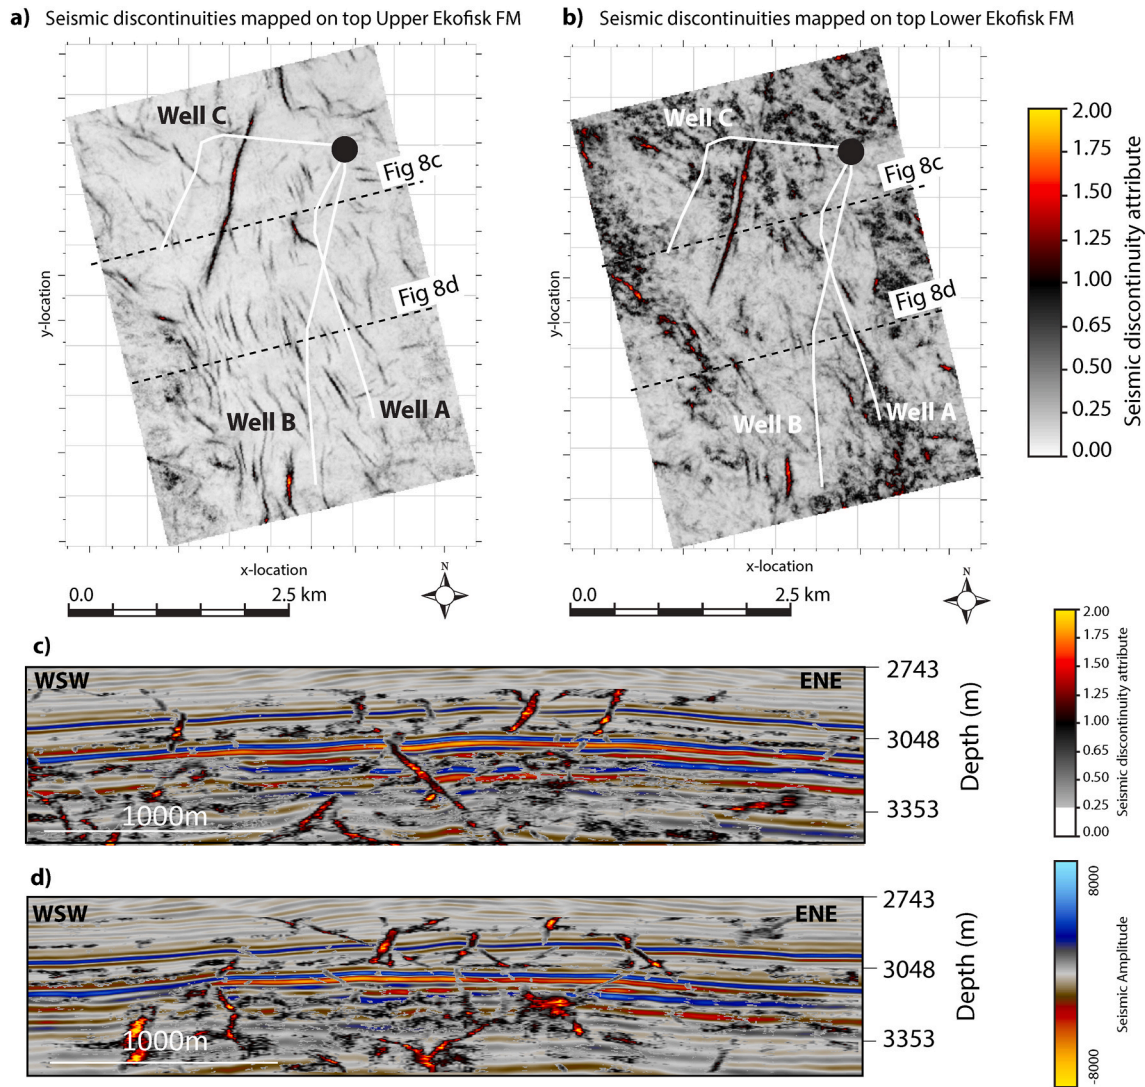 a) Seismic discontinuities mapped on top Upper Ekofisk FM
b) Seismic discontinuities mapped on top Lower Ekofisk FM
Well C
Fig 8c
Fig 8d
Well A
Well B
y-location
x-location
0.0 2.5 km
N
Well C
Fig 8c
Fig 8d
Well A
Well B
y-location
x-location
0.0 2.5 km
N
2.00
1.75
1.50
1.25
1.00
0.65
0.50
0.25
0.00
Seismic discontinuity attribute
c)
WSW
ENE
1000m
2743
3048
3353
Depth (m)
2.00
1.75
1.50
1.25
1.00
0.65
0.50
0.25
0.00
Seismic discontinuity attribute
d)
WSW
ENE
1000m
2743
3048
3353
Depth (m)
8000
-8000
Seismic Amplitude